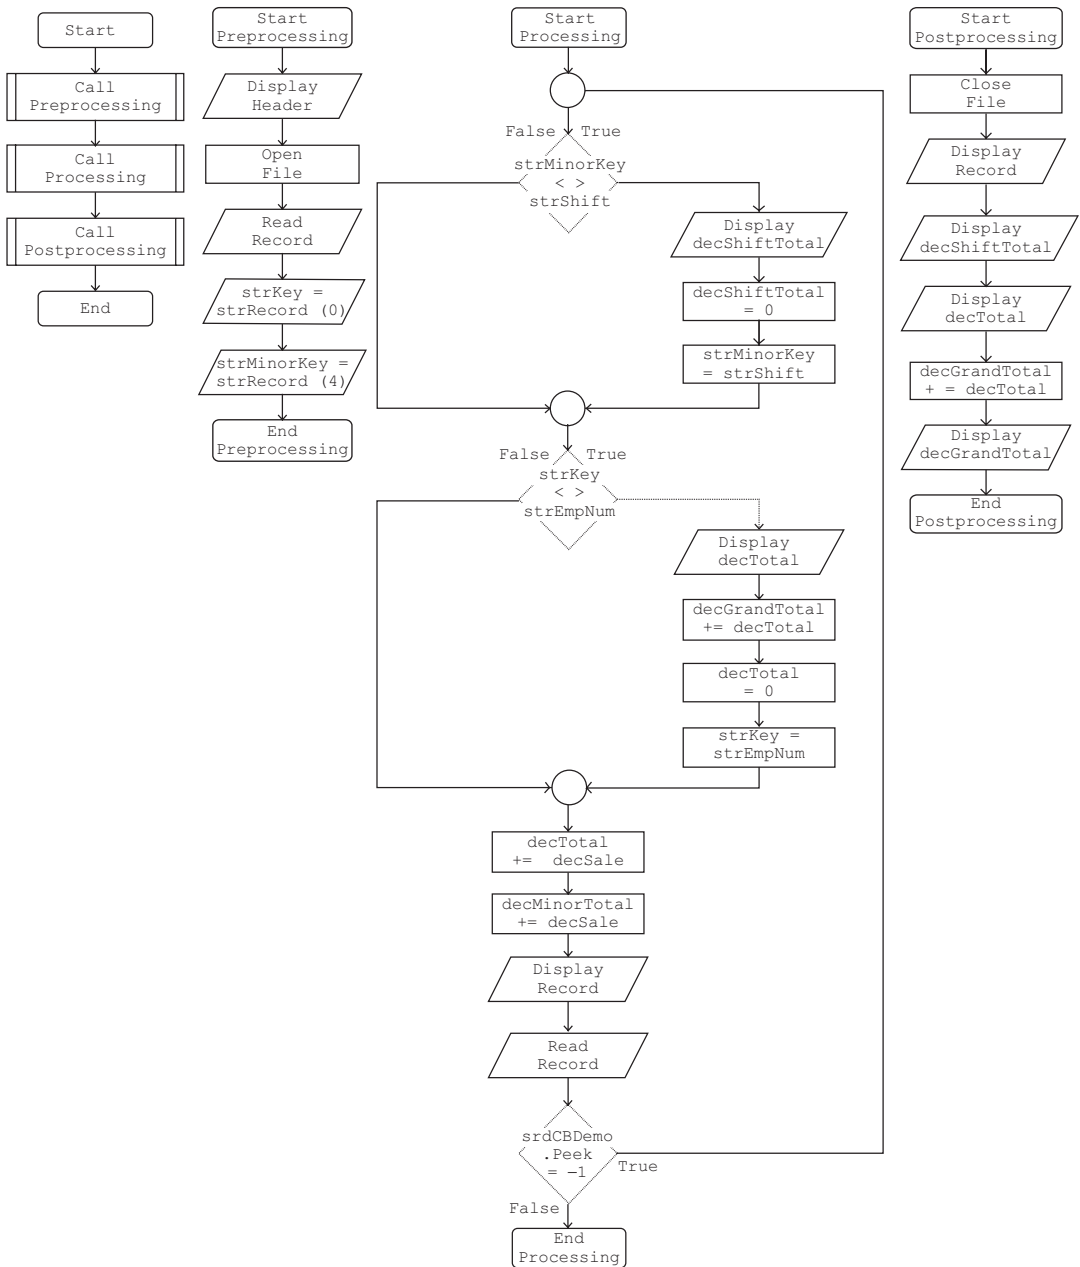 Start
Call
Preprocessing
Call
Processing
Call
Postprocessing
End
Start
Preprocessing
Display
Header
Open
File
Read
Record
strKey =
strRecord (0)
strMinorKey =
strRecord (4)
End
Preprocessing
Start
Processing
False
True
strMinorKey
< >
strShift
Display
decShiftTotal
decShiftTotal
= 0
strMinorKey
= strShift
False
True
strKey
< >
strEmpNum
Display
decTotal
decGrandTotal
+= decTotal
decTotal
= 0
strKey =
strEmpNum
decTotal
+= decSale
decMinorTotal
+= decSale
Display
Record
Read
Record
srdCBDemo
.Peek
= –1
True
False
End
Processing
Start
Postprocessing
Close
File
Display
Record
Display
decShiftTotal
Display
decTotal
decGrandTotal
+ = decTotal
Display
decGrandTotal
End
Postprocessing